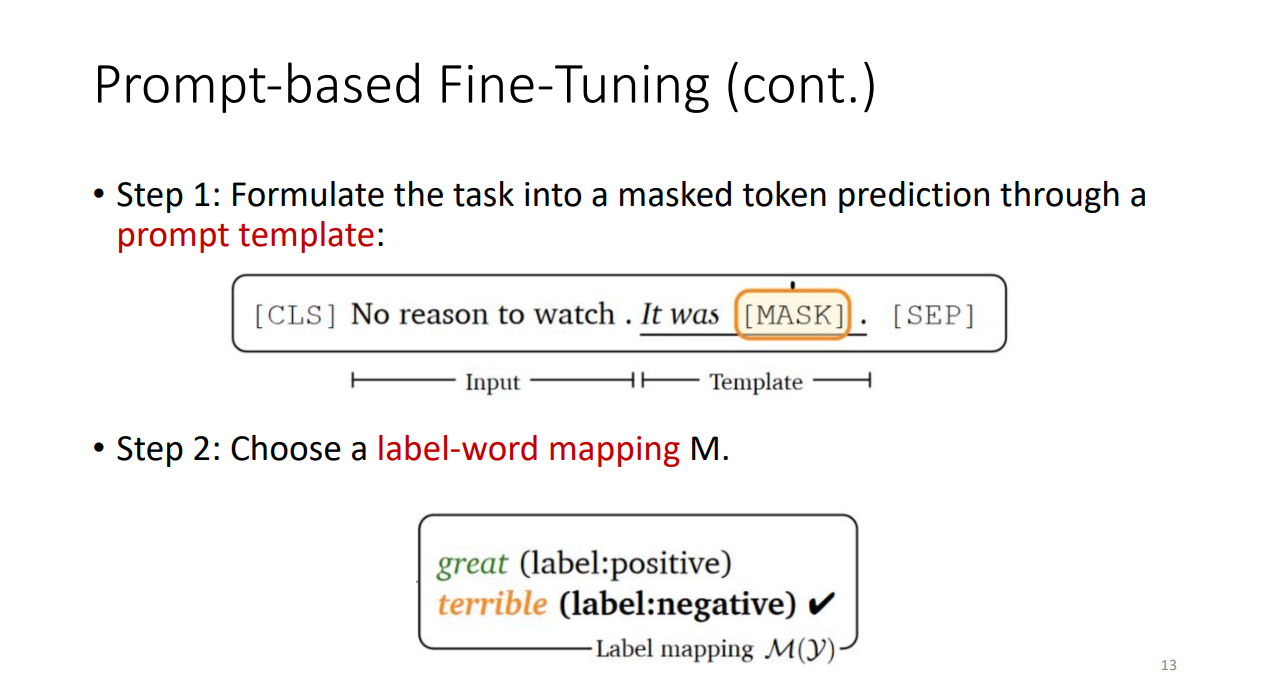 Prompt-based Fine-Tuning (cont.)
• Step 1: Formulate the task into a masked token prediction through a
prompt template:
[CLS] No reason to watch . It was [MASK] . [SEP]
Input Template
• Step 2: Choose a label-word mapping M.
great (label:positive)
terrible (label:negative) ✔
Label mapping ℳ(𝒴)
13